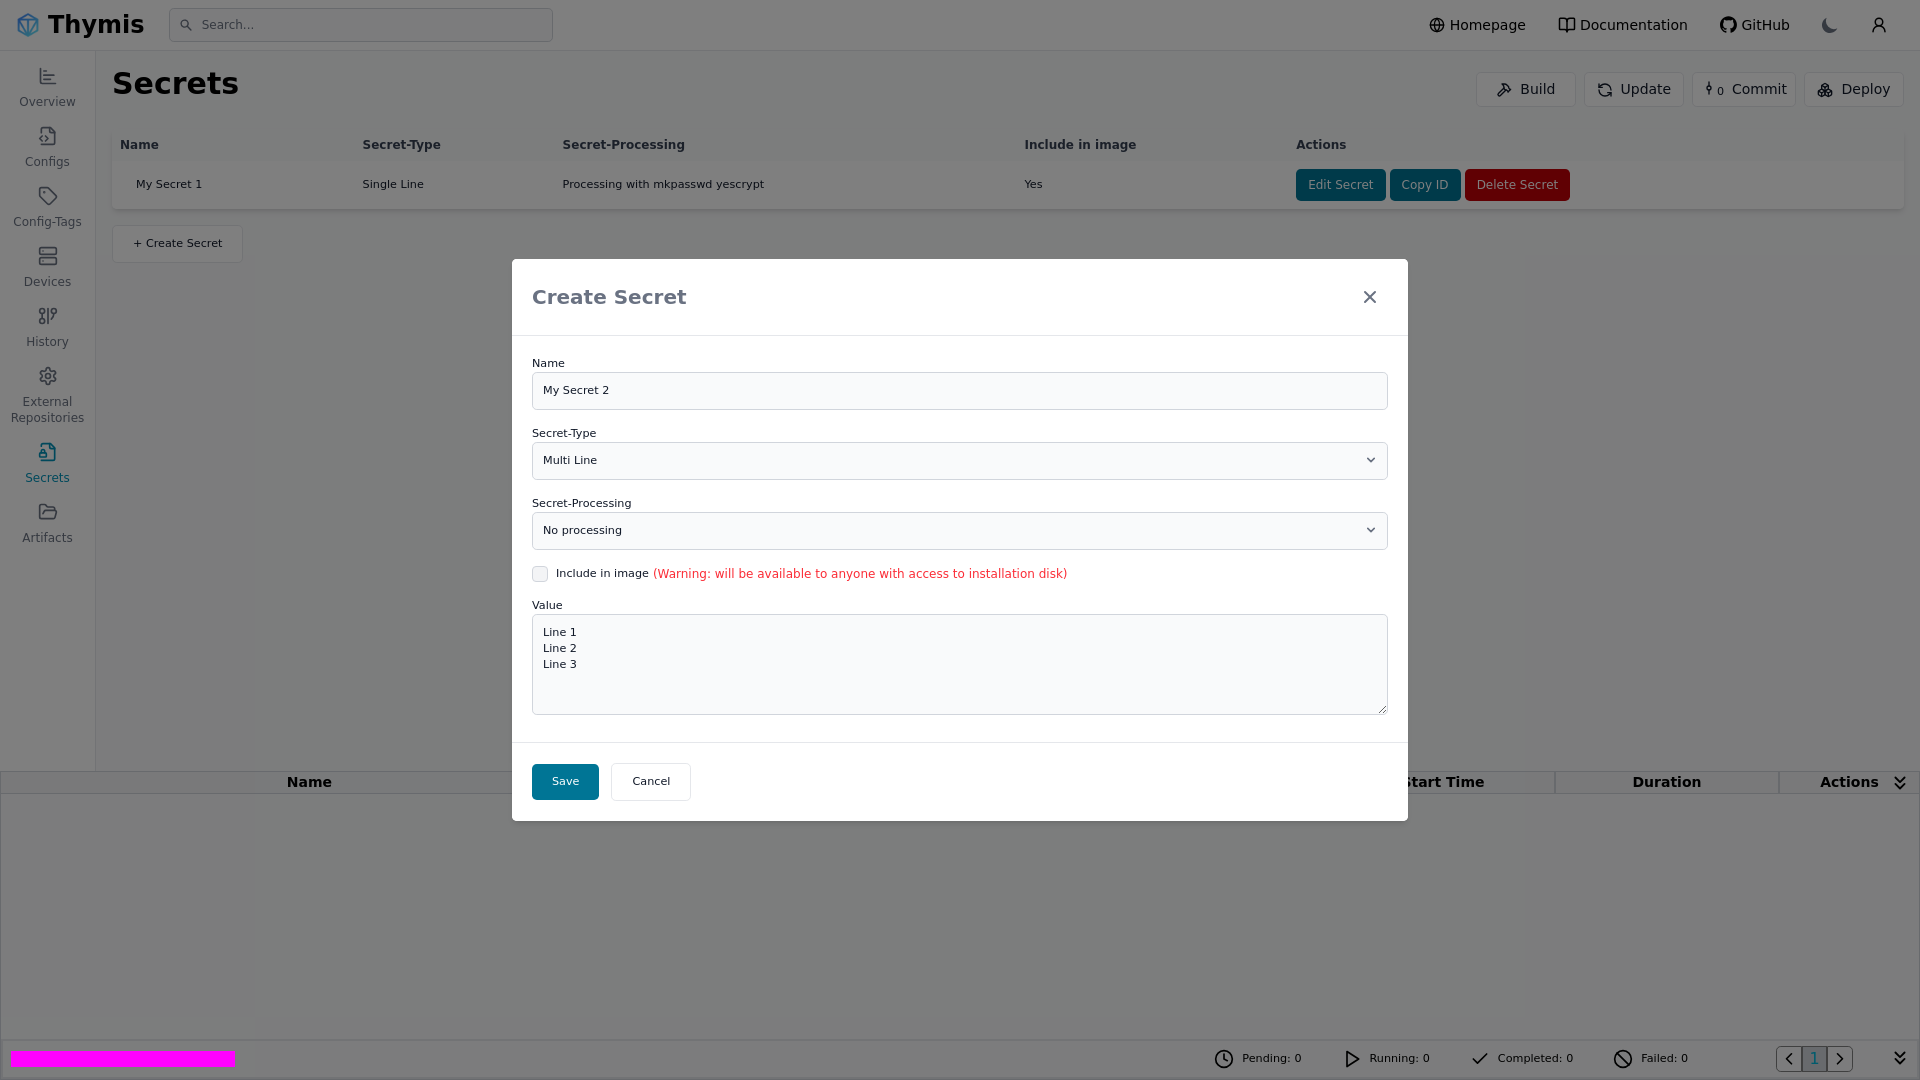 Thymis
Search...
Homepage
Documentation
GitHub
Overview
Configs
Config-Tags
Devices
History
External
Repositories
Secrets
Artifacts
Secrets
Build
Update
0 Commit
Deploy
Name Secret-Type Secret-Processing Include in image Actions
My Secret 1 Single Line Processing with mkpasswd yescrypt Yes Edit Secret Copy ID Delete Secret
+ Create Secret
Create Secret
Name
My Secret 2
Secret-Type
Multi Line
Secret-Processing
No processing
Include in image (Warning: will be available to anyone with access to installation disk)
Value
Line 1
Line 2
Line 3
Save Cancel
Name Start Time Duration Actions
Pending: 0 Running: 0 Completed: 0 Failed: 0 1